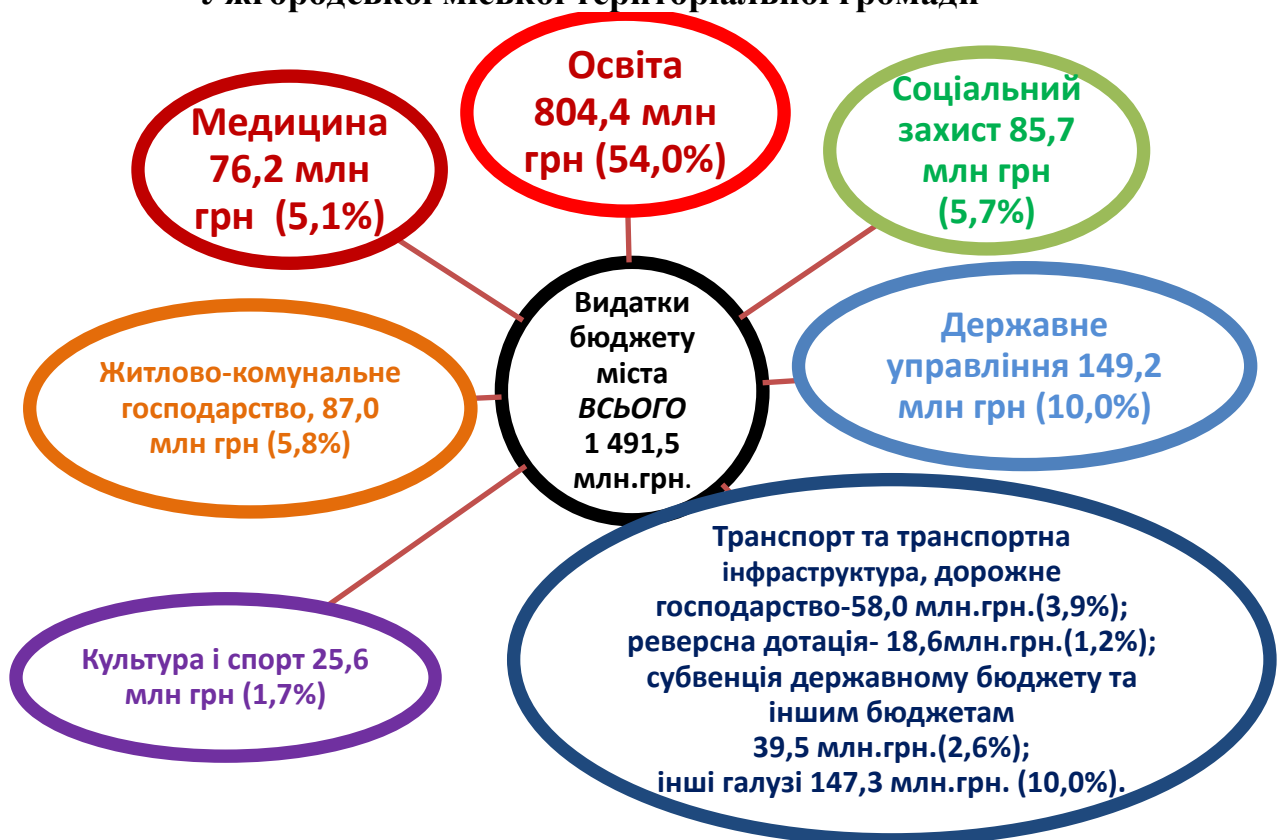 Ужгородської міської територіальної громади
Освіта
804,4 млн
грн (54,0%)
Медицина
76,2 млн
грн (5,1%)
Соціальний
захист 85,7
млн грн
(5,7%)
Видатки
бюджету
міста
ВСЬОГО
1 491,5
млн.грн.
Державне
управління 149,2
млн грн (10,0%)
Житлово-комунальне
господарство, 87,0
млн грн (5,8%)
Культура і спорт 25,6
млн грн (1,7%)
Транспорт та транспортна
інфраструктура, дорожне
господарство-58,0 млн.грн.(3,9%);
реверсна дотація- 18,6млн.грн.(1,2%);
субвенція державному бюджету та
іншим бюджетам
39,5 млн.грн.(2,6%);
інші галузі 147,3 млн.грн. (10,0%).